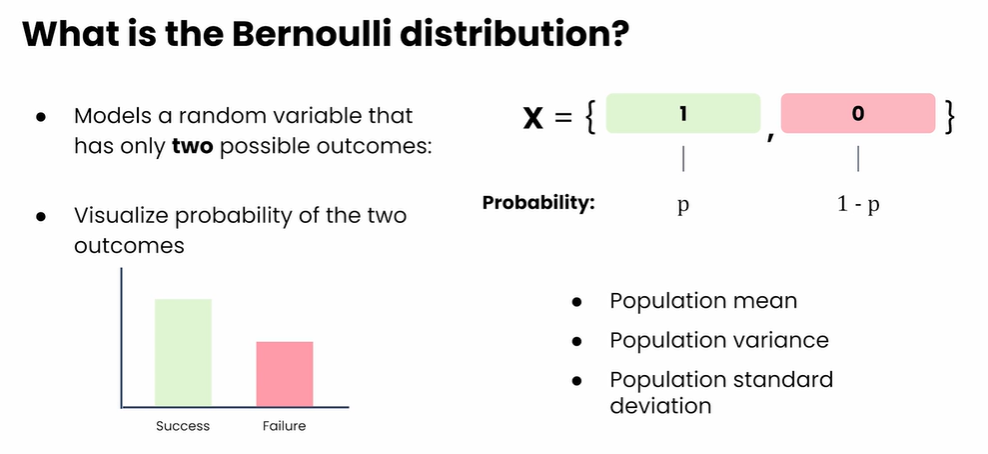 What is the Bernoulli distribution?
● Models a random variable that
has only two possible outcomes:
● Visualize probability of the two
outcomes
Success Failure
X = { 1 , 0 }
Probability: p 1 - p
● Population mean
● Population variance
● Population standard
deviation